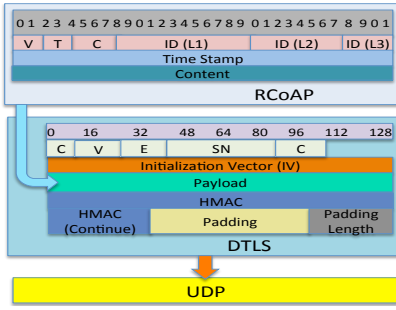 0 1 2 3 4 5 6 7 8 9 0 1 2 3 4 5 6 7 8 9 0 1 2 3 4 5 6 7 8 9 0 1
V T C ID (L1) ID (L2) ID (L3)
Time Stamp
Content
RCoAP
0 16 32 48 64 80 96 112 128
C V E SN C
Initialization Vector (IV)
Payload
HMAC
HMAC (Continue) Padding Padding Length
DTLS
UDP